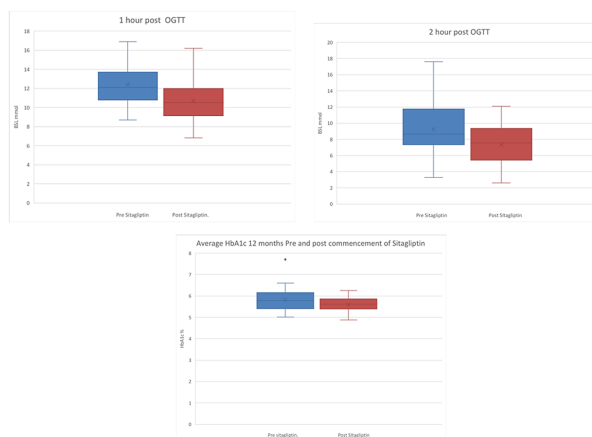 1 hour post OGTT
18
16
14
12
10
8
6
4
2
0
BSL mmol
Pre Sitagliptin
Post Sitagliptin.
2 hour post OGTT
20
18
16
14
12
10
8
6
4
2
0
BSL mmol
Pre Sitagliptin
Post Sitagliptin
Average HbA1c 12 months Pre and post commencement of Sitagliptin
8
7
6
5
4
3
2
1
0
HbA1c %
Pre sitagliptin
Post Sitagliptin